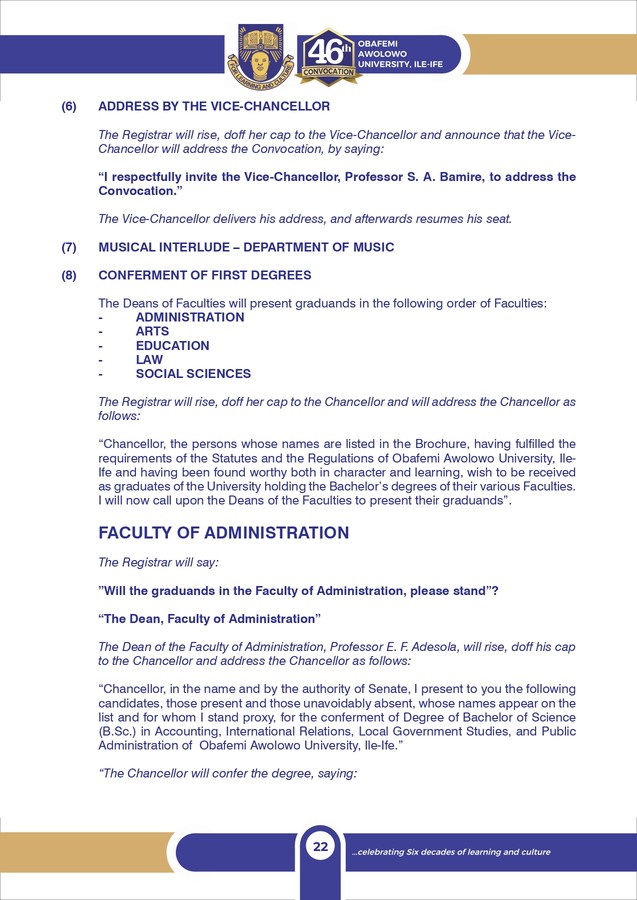 46th
CONVOCATION
FOR LEARNING AND CULTURE
OBAFEMI
AWOLOWO
UNIVERSITY, ILE-IFE
(6) ADDRESS BY THE VICE-CHANCELLOR
The Registrar will rise, doff her cap to the Vice-Chancellor and announce that the Vice-
Chancellor will address the Convocation, by saying:
“I respectfully invite the Vice-Chancellor, Professor S. A. Bamire, to address the
Convocation.”
The Vice-Chancellor delivers his address, and afterwards resumes his seat.
(7) MUSICAL INTERLUDE – DEPARTMENT OF MUSIC
(8) CONFERMENT OF FIRST DEGREES
The Deans of Faculties will present graduands in the following order of Faculties:
- ADMINISTRATION
- ARTS
- EDUCATION
- LAW
- SOCIAL SCIENCES
The Registrar will rise, doff her cap to the Chancellor and will address the Chancellor as
follows:
“Chancellor, the persons whose names are listed in the Brochure, having fulfilled the
requirements of the Statutes and the Regulations of Obafemi Awolowo University, Ile-
Ife and having been found worthy both in character and learning, wish to be received
as graduates of the University holding the Bachelor’s degrees of their various Faculties.
I will now call upon the Deans of the Faculties to present their graduands”.
FACULTY OF ADMINISTRATION
The Registrar will say:
”Will the graduands in the Faculty of Administration, please stand”?
“The Dean, Faculty of Administration”
The Dean of the Faculty of Administration, Professor E. F. Adesola, will rise, doff his cap
to the Chancellor and address the Chancellor as follows:
“Chancellor, in the name and by the authority of Senate, I present to you the following
candidates, those present and those unavoidably absent, whose names appear on the
list and for whom I stand proxy, for the conferment of Degree of Bachelor of Science
(B.Sc.) in Accounting, International Relations, Local Government Studies, and Public
Administration of Obafemi Awolowo University, Ile-Ife.”
“The Chancellor will confer the degree, saying:
22
...celebrating Six decades of learning and culture